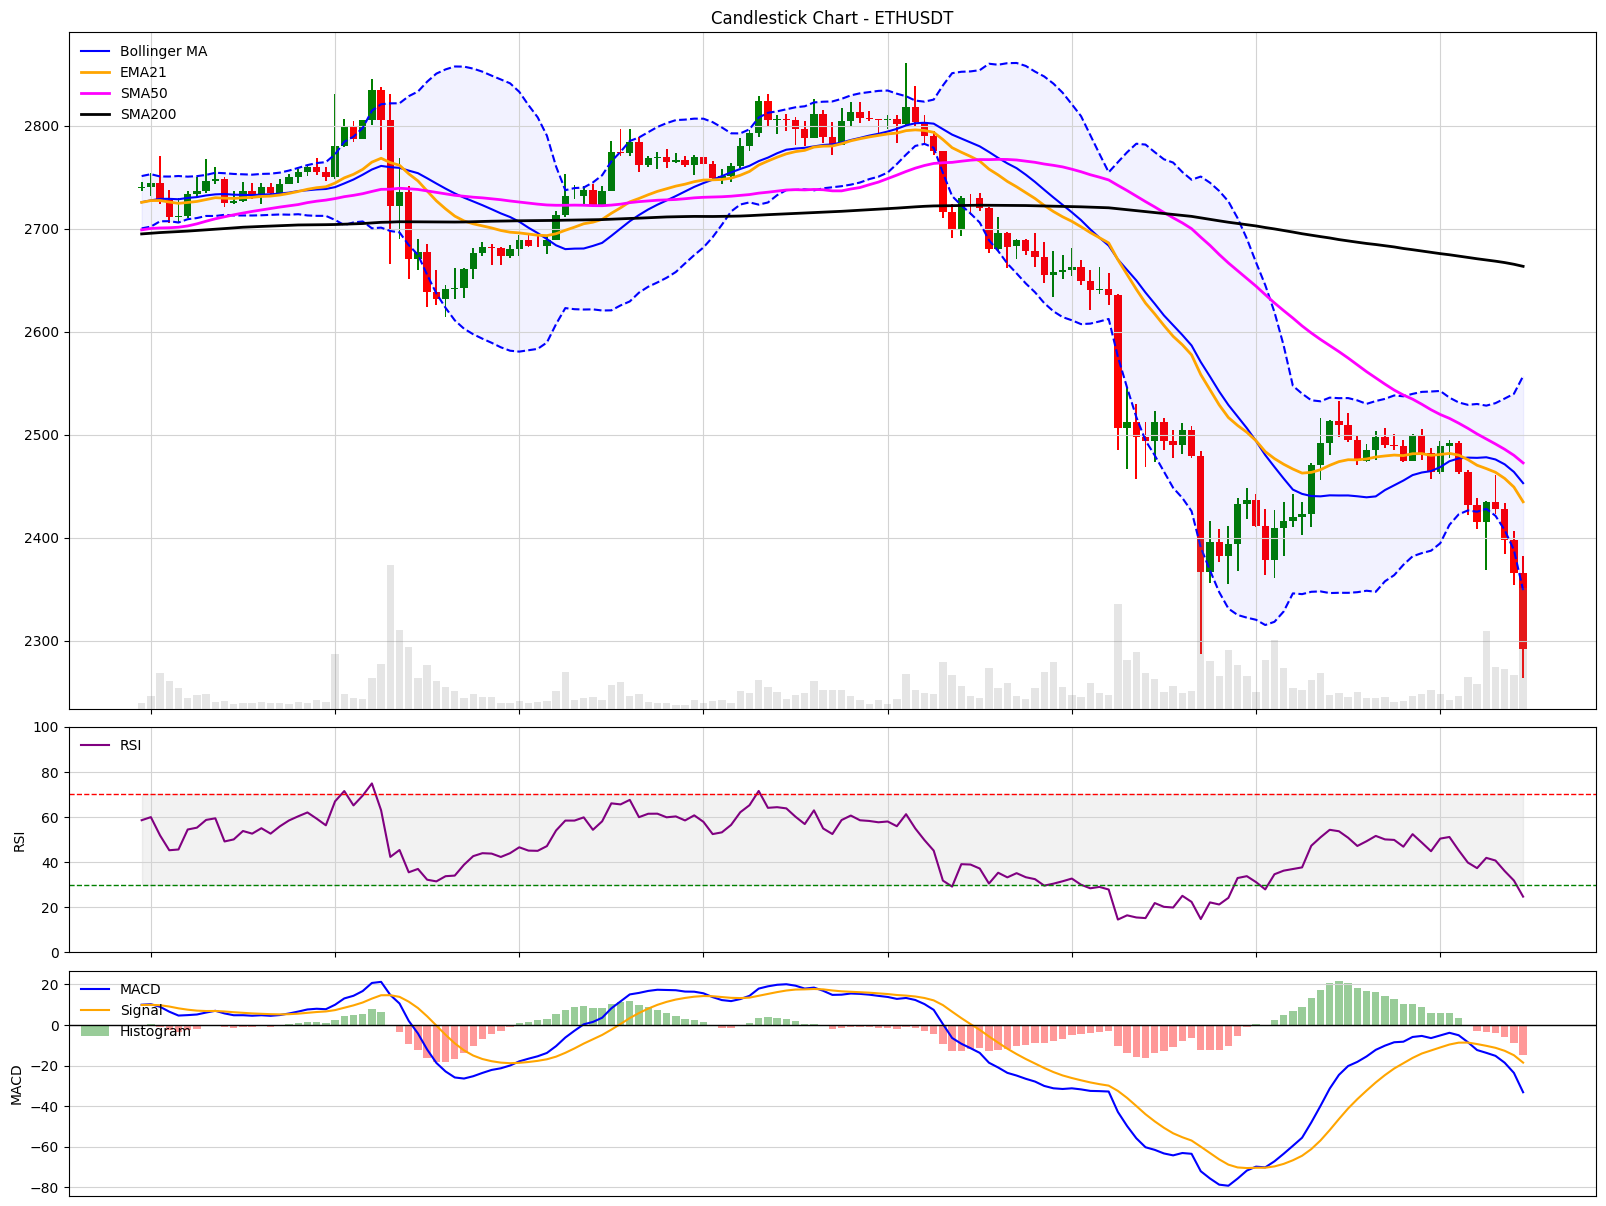 Candlestick Chart - ETHUSDT
Bollinger MA
EMA21
SMA50
SMA200
2800
2700
2600
2500
2400
2300
RSI
100
80
60
40
20
0
RSI
MACD
Signal
Histogram
20
0
−20
−40
−60
−80
MACD